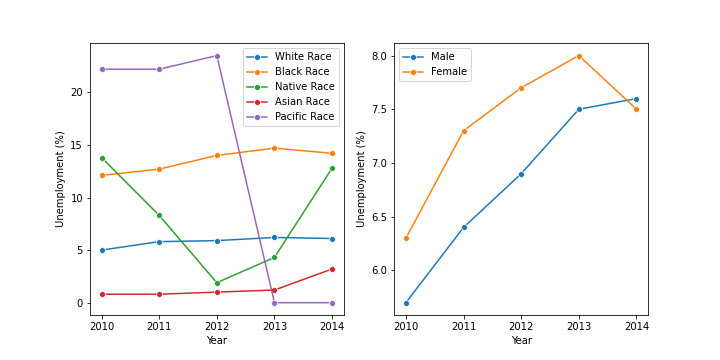 Unemployment (%)
20
15
10
5
0
2010 2011 2012 2013 2014
Year
White Race
Black Race
Native Race
Asian Race
Pacific Race
Unemployment (%)
8.0
7.5
7.0
6.5
6.0
2010 2011 2012 2013 2014
Year
Male
Female